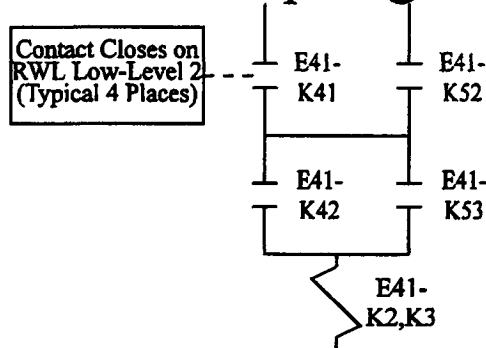 Contact Closes on
RWL Low-Level 2
(Typical 4 Places)
E41-
K41
E41-
K52
E41-
K42
E41-
K53
E41-
K2,K3